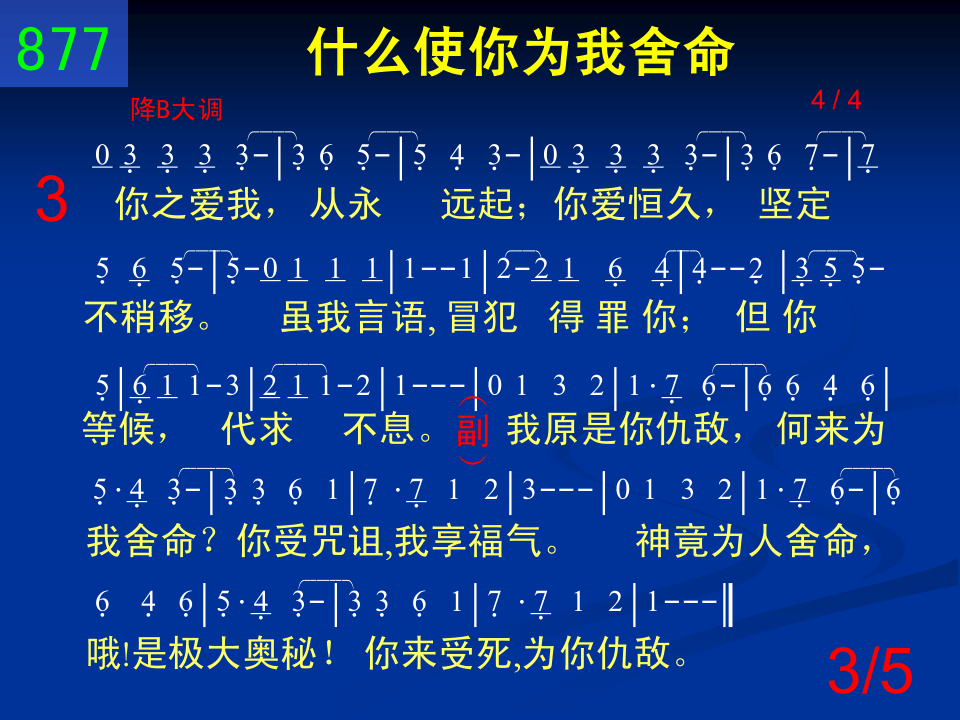 877
什么使你为我舍命
降B大调
4 / 4
0 3 3 3 3-|3 6 5-|5 4 3-|0 3 3 3 3-|3 6 7-|7
3
你之爱我， 从永 远起； 你爱恒久， 坚定
5 6 5-|5-0 1 1 1|1--1|2-2 1 6 4|4--2|3 5 5-
不稍移。 虽我言语, 冒犯 得 罪 你； 但 你
5|6 1 1-3|2 1 1-2|1---|0 1 3 2|1·7 6-|6 6 4 6|
等候， 代求 不息。（副）我原是你仇敌， 何来为
5·4 3-|3 3 6 1|7·7 1 2|3---|0 1 3 2|1·7 6-|6
我舍命？你受咒诅,我享福气。 神竟为人舍命，
6 4 6|5·4 3-|3 3 6 1|7·7 1 2|1---‖
哦!是极大奥秘！ 你来受死,为你仇敌。
3/5